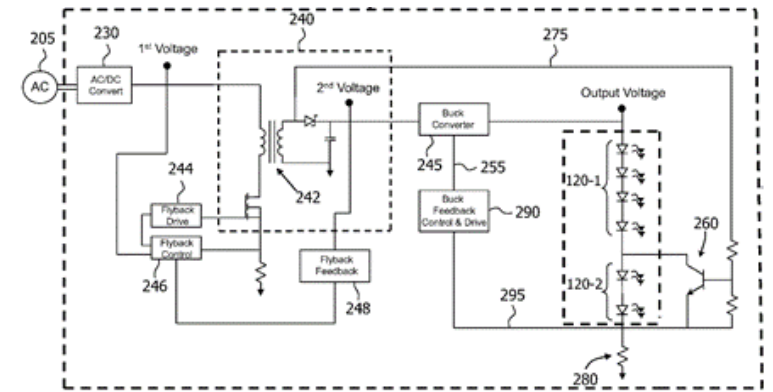 240
205
230
1st Voltage
275
AC
AC/DC
Convert
2nd Voltage
Output Voltage
Buck
Converter
245
255
120-1
244
242
Flyback
Drive
Buck
Feedback
Control & Drive
290
260
Flyback
Control
246
Flyback
Feedback
248
120-2
295
280